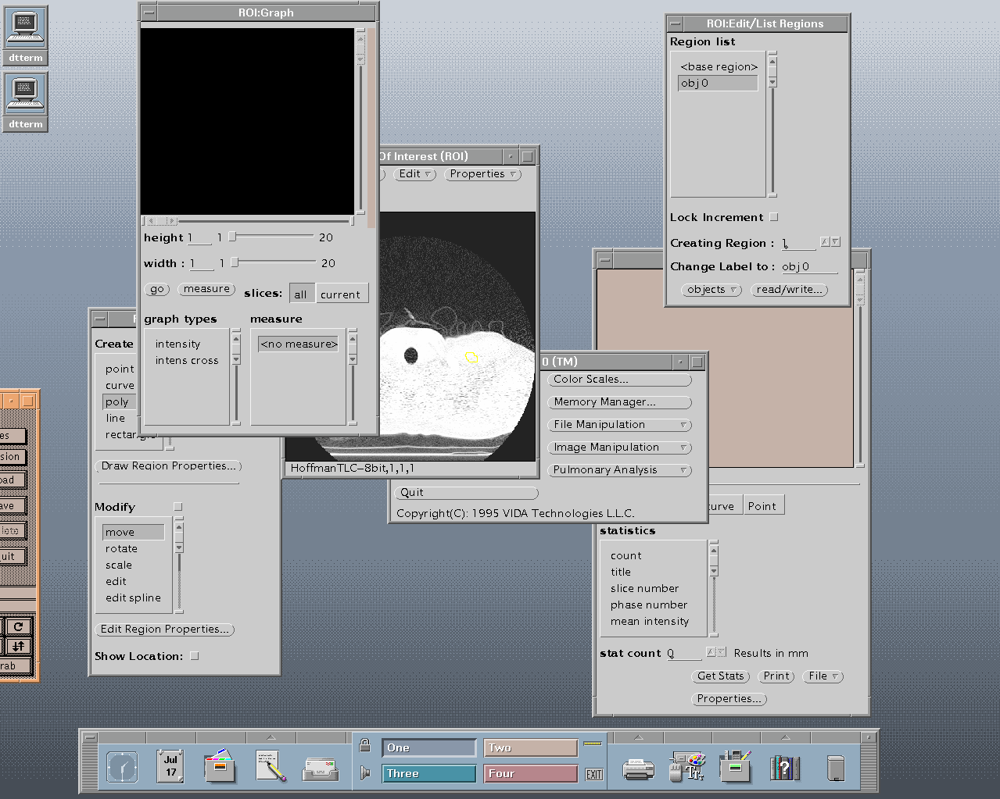 dtterm
dtterm
ROI:Graph
height 1 1 20
width : 1 1 20
go measure slices: all current
graph types measure
intensity
intens cross
<no measure>
Of Interest (ROI)
Edit Properties
HoffmanTLC-8bit,1,1,1
ROI:Edit/List Regions
Region list
<base region>
obj 0
Lock Increment
Creating Region : 1
Change Label to : obj 0
objects read/write...
Create
point
curve
poly
line
rectangle
Draw Region Properties...
Modify
move
rotate
scale
edit
edit spline
Edit Region Properties...
Show Location:
0 (TM)
Color Scales...
Memory Manager...
File Manipulation
Image Manipulation
Pulmonary Analysis
Quit
Copyright(C): 1995 VIDA Technologies L.L.C.
urve Point
statistics
count
title
slice number
phase number
mean intensity
stat count 0 Results in mm
Get Stats Print File
Properties...
es
sion
oad
ave
lete
uit
rab
Jul
17
One Two
Three Four
EXIT